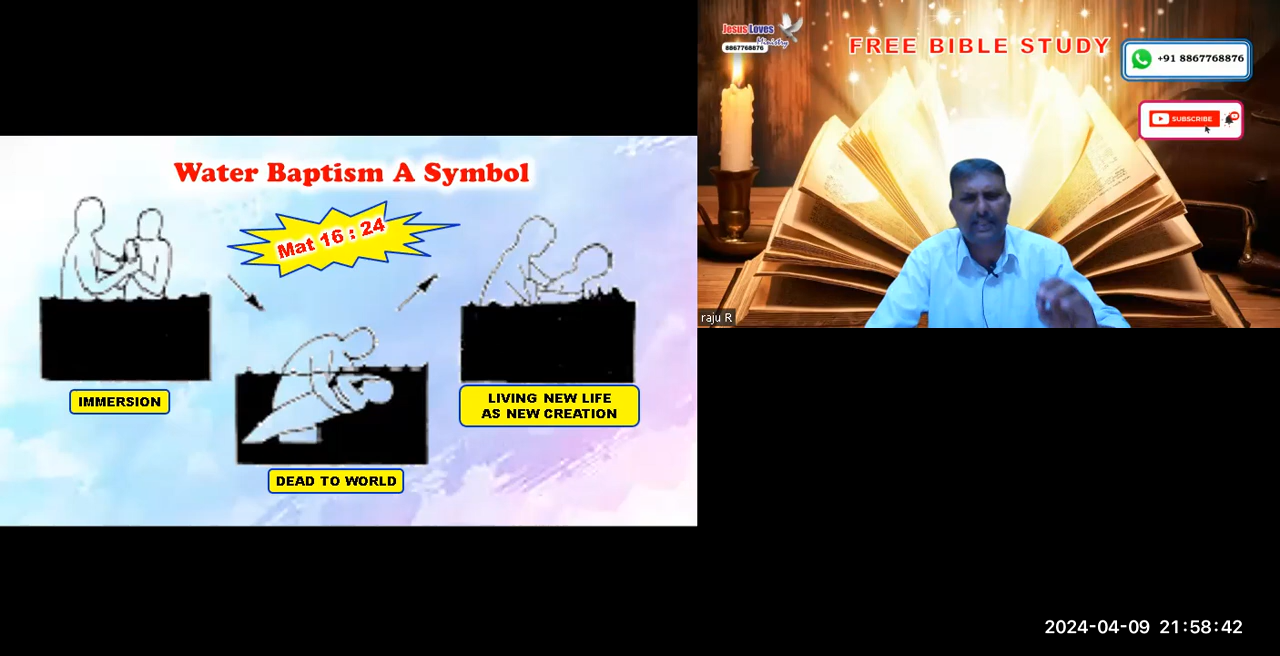 Water Baptism A Symbol
Mat 16 : 24
IMMERSION
DEAD TO WORLD
LIVING NEW LIFE
AS NEW CREATION
Jesus Loves
Ministry
8867768876
FREE BIBLE STUDY
+91 8867768876
SUBSCRIBE
raju R
2024-04-09 21:58:42